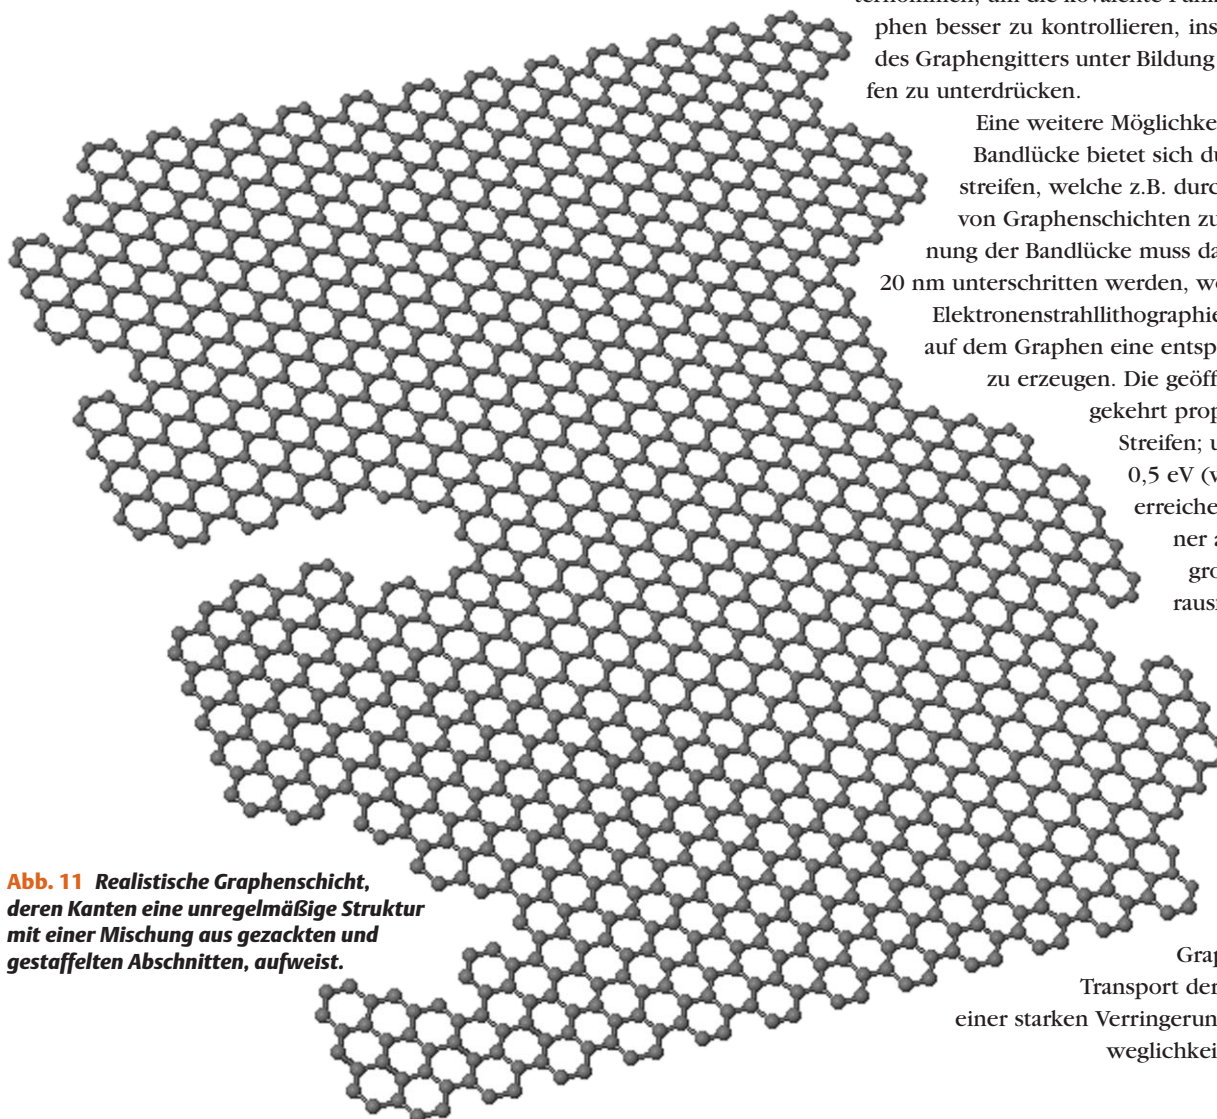 phen besser zu kontrollieren, ins
des Graphengitters unter Bildung
fen zu unterdrücken.
Eine weitere Möglichke
Bandlücke bietet sich du
streifen, welche z.B. durc
von Graphenschichten zu
nung der Bandlücke muss da
20 nm unterschritten werden, we
Elektronenstrahllithographie
auf dem Graphen eine entsp
zu erzeugen. Die geöff
gekehrt prop
Streifen; u
0,5 eV (v
erreiche
ner a
gro
raus
Abb. 11 Realistische Graphenschicht,
deren Kanten eine unregelmäßige Struktur
mit einer Mischung aus gezackten und
gestaffelten Abschnitten, aufweist.
Grap
Transport der
einer starken Verringerun
weglichkei